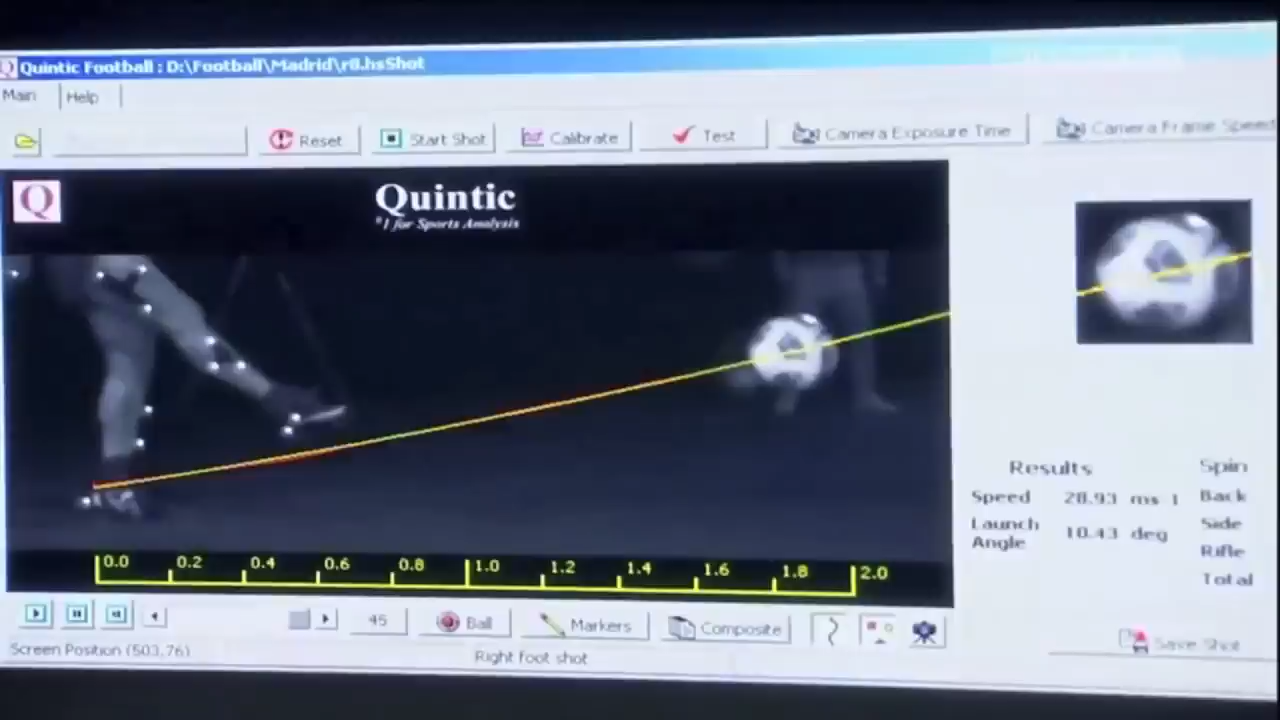 Quintic Football : D:\Football\Madrid\r8.hsShot
Main Help
Reset Start Shot Calibrate Test Camera Exposure Time Camera Frame Speed
Q
Quintic
#1 for Sports Analysis
Results Spin
Speed 28.93 ms-1 Back
Launch Angle 10.43 deg Side
Rifle
Total
0.0 0.2 0.4 0.6 0.8 1.0 1.2 1.4 1.6 1.8 2.0
45 Ball Markers Composite
Save Shot
Screen Position (503,76)
Right foot shot